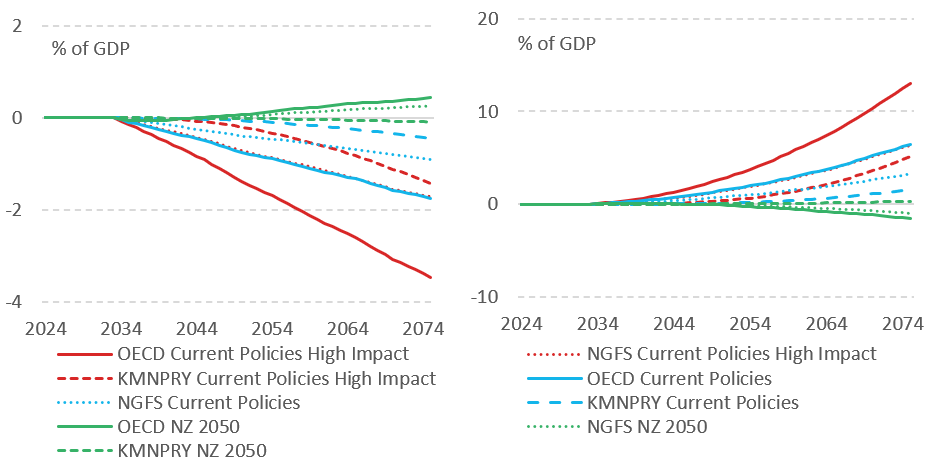 2
% of GDP
0
-2
-4
2024 2034 2044 2054 2064 2074
OECD Current Policies High Impact
KMNPRY Current Policies High Impact
NGFS Current Policies
OECD NZ 2050
KMNPRY NZ 2050
20
% of GDP
10
0
-10
2024 2034 2044 2054 2064 2074
NGFS Current Policies High Impact
OECD Current Policies
KMNPRY Current Policies
NGFS NZ 2050